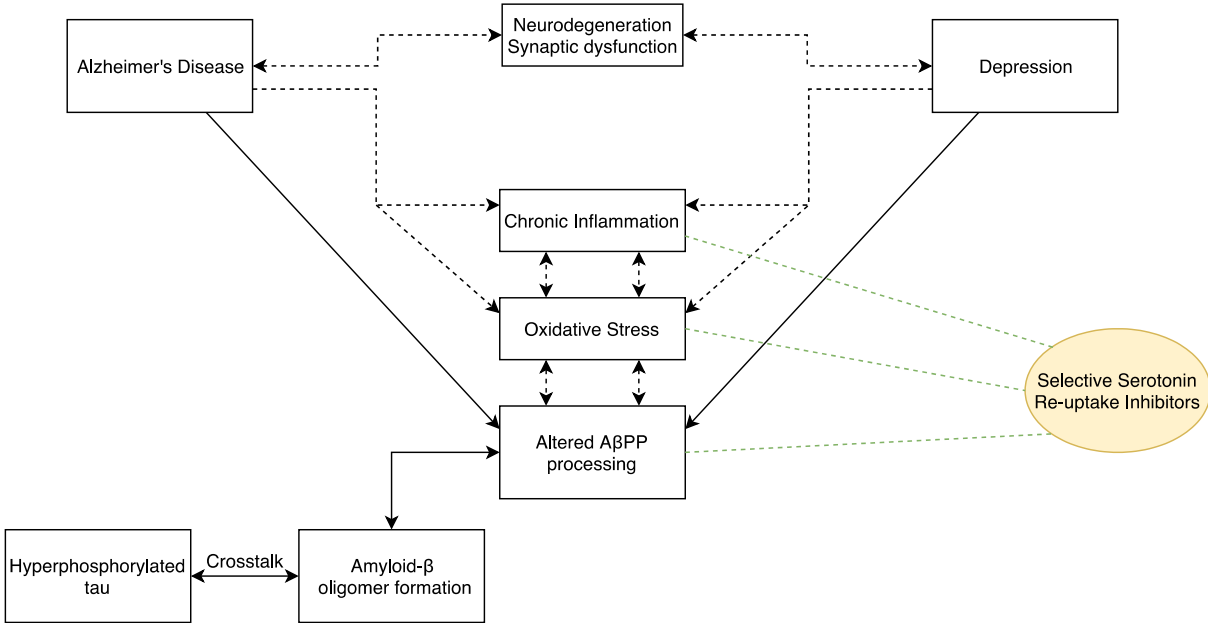 Neurodegeneration
Synaptic dysfunction
Alzheimer's Disease
Depression
Chronic Inflammation
Oxidative Stress
Selective Serotonin
Re-uptake Inhibitors
Altered AβPP
processing
Crosstalk
Hyperphosphorylated
tau
Amyloid-β
oligomer formation